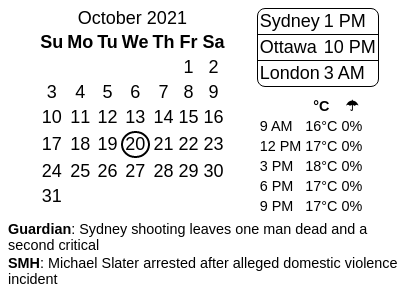 October 2021
Su Mo Tu We Th Fr Sa
1 2
3 4 5 6 7 8 9
10 11 12 13 14 15 16
17 18 19 20 21 22 23
24 25 26 27 28 29 30
31
Sydney 1 PM
Ottawa 10 PM
London 3 AM
°C ☂
9 AM 16°C 0%
12 PM 17°C 0%
3 PM 18°C 0%
6 PM 17°C 0%
9 PM 17°C 0%
Guardian: Sydney shooting leaves one man dead and a
second critical
SMH: Michael Slater arrested after alleged domestic violence
incident